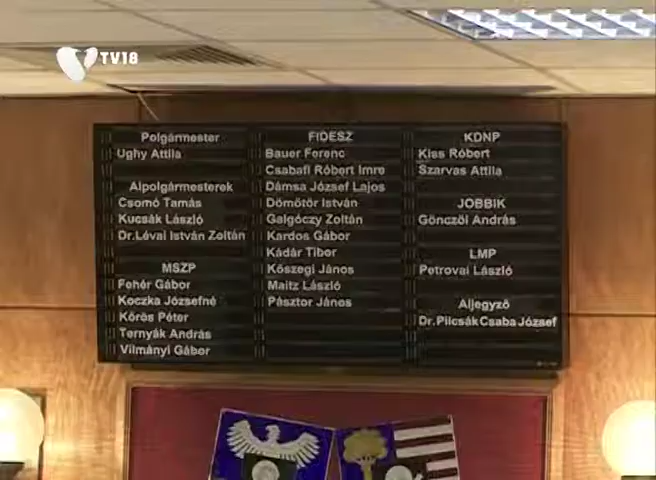 TV18
Polgármester
Ughy Attila
Alpolgármesterek
Csomó Tamás
Kucsák László
Dr.Lévai István Zoltán
MSZP
Fehér Gábor
Koczka Józsefné
Kőrös Péter
Ternyák András
Vilmányi Gábor
FIDESZ
Bauer Ferenc
Csabafi Róbert Imre
Dámsa József Lajos
Dömötör István
Galgóczy Zoltán
Kardos Gábor
Kádár Tibor
Kőszegi János
Maitz László
Pásztor János
KDNP
Kiss Róbert
Szarvas Attila
JOBBIK
Gönczöl András
LMP
Petrovai László
Aljegyző
Dr.Pilcsák Csaba József